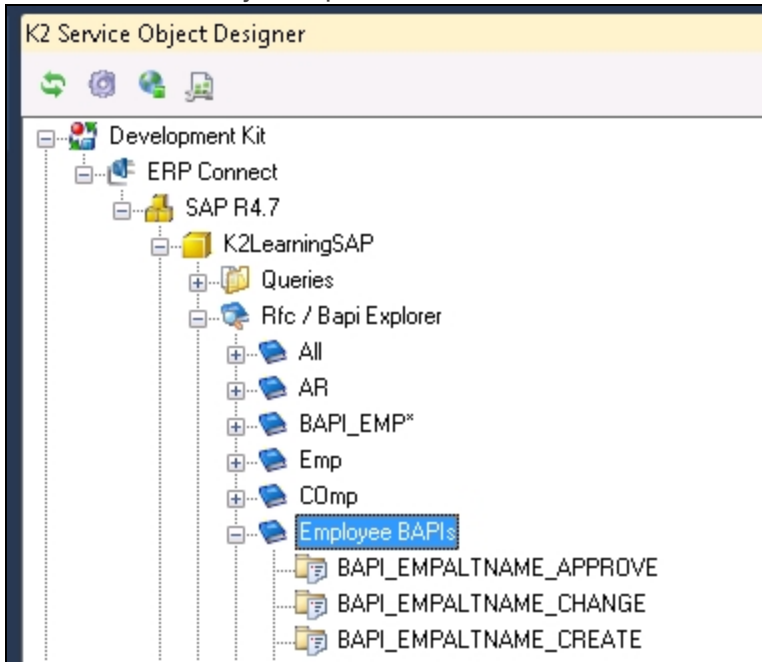 K2 Service Object Designer
Development Kit
ERP Connect
SAP R4.7
K2LearningSAP
Queries
Rfc / Bapi Explorer
All
AR
BAPI_EMP*
Emp
COmp
Employee BAPIs
BAPI_EMPALTNAME_APPROVE
BAPI_EMPALTNAME_CHANGE
BAPI_EMPALTNAME_CREATE